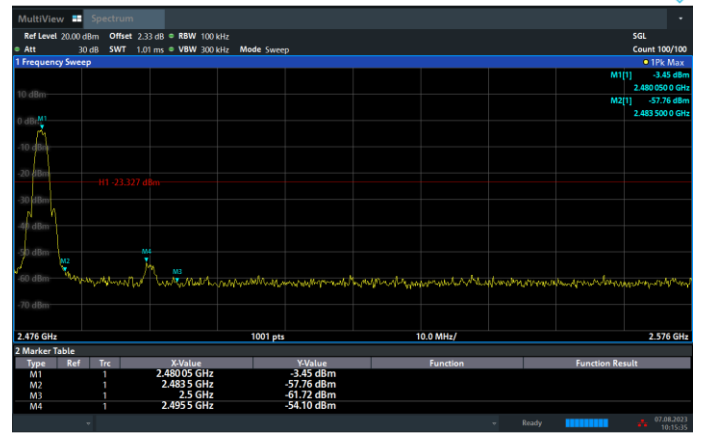 MultiView Spectrum
Ref Level 20.00 dBm Offset 2.33 dB RBW 100 kHz SGL
Att 30 dB SWT 1.01 ms VBW 300 kHz Mode Sweep Count 100/100
1 Frequency Sweep 1Pk Max
M1[1] -3.45 dBm
2.480 050 0 GHz
10 dBm M2[1] -57.76 dBm
2.483 500 0 GHz
0 dBm M1
-10 dBm
-20 dBm
H1 -23.327 dBm
-30 dBm
-40 dBm
-50 dBm M4
M2 M3
-60 dBm
-70 dBm
2.476 GHz 1001 pts 10.0 MHz/ 2.576 GHz
2 Marker Table
Type Ref Trc X-Value Y-Value Function Function Result
M1 1 2.480 05 GHz -3.45 dBm
M2 1 2.483 5 GHz -57.76 dBm
M3 1 2.5 GHz -61.72 dBm
M4 1 2.495 5 GHz -54.10 dBm
Ready 07.08.2023
10:15:35